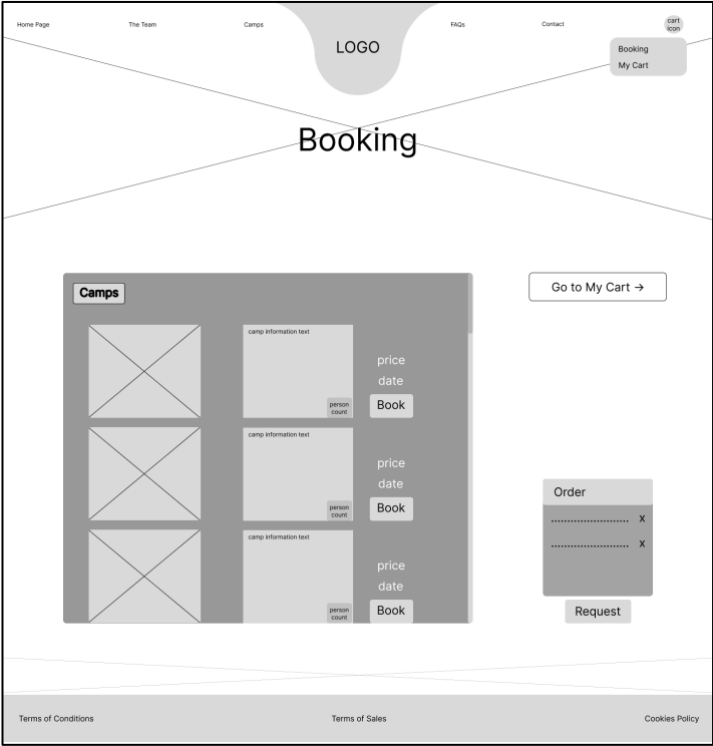 Home Page
The Team
Camps
LOGO
FAQs
Contact
cart
icon
Booking
My Cart
Booking
Camps
Go to My Cart →
camp information text
person
count
price
date
Book
camp information text
person
count
price
date
Book
camp information text
person
count
price
date
Book
Order
........................ x
........................ x
Request
Terms of Conditions
Terms of Sales
Cookies Policy